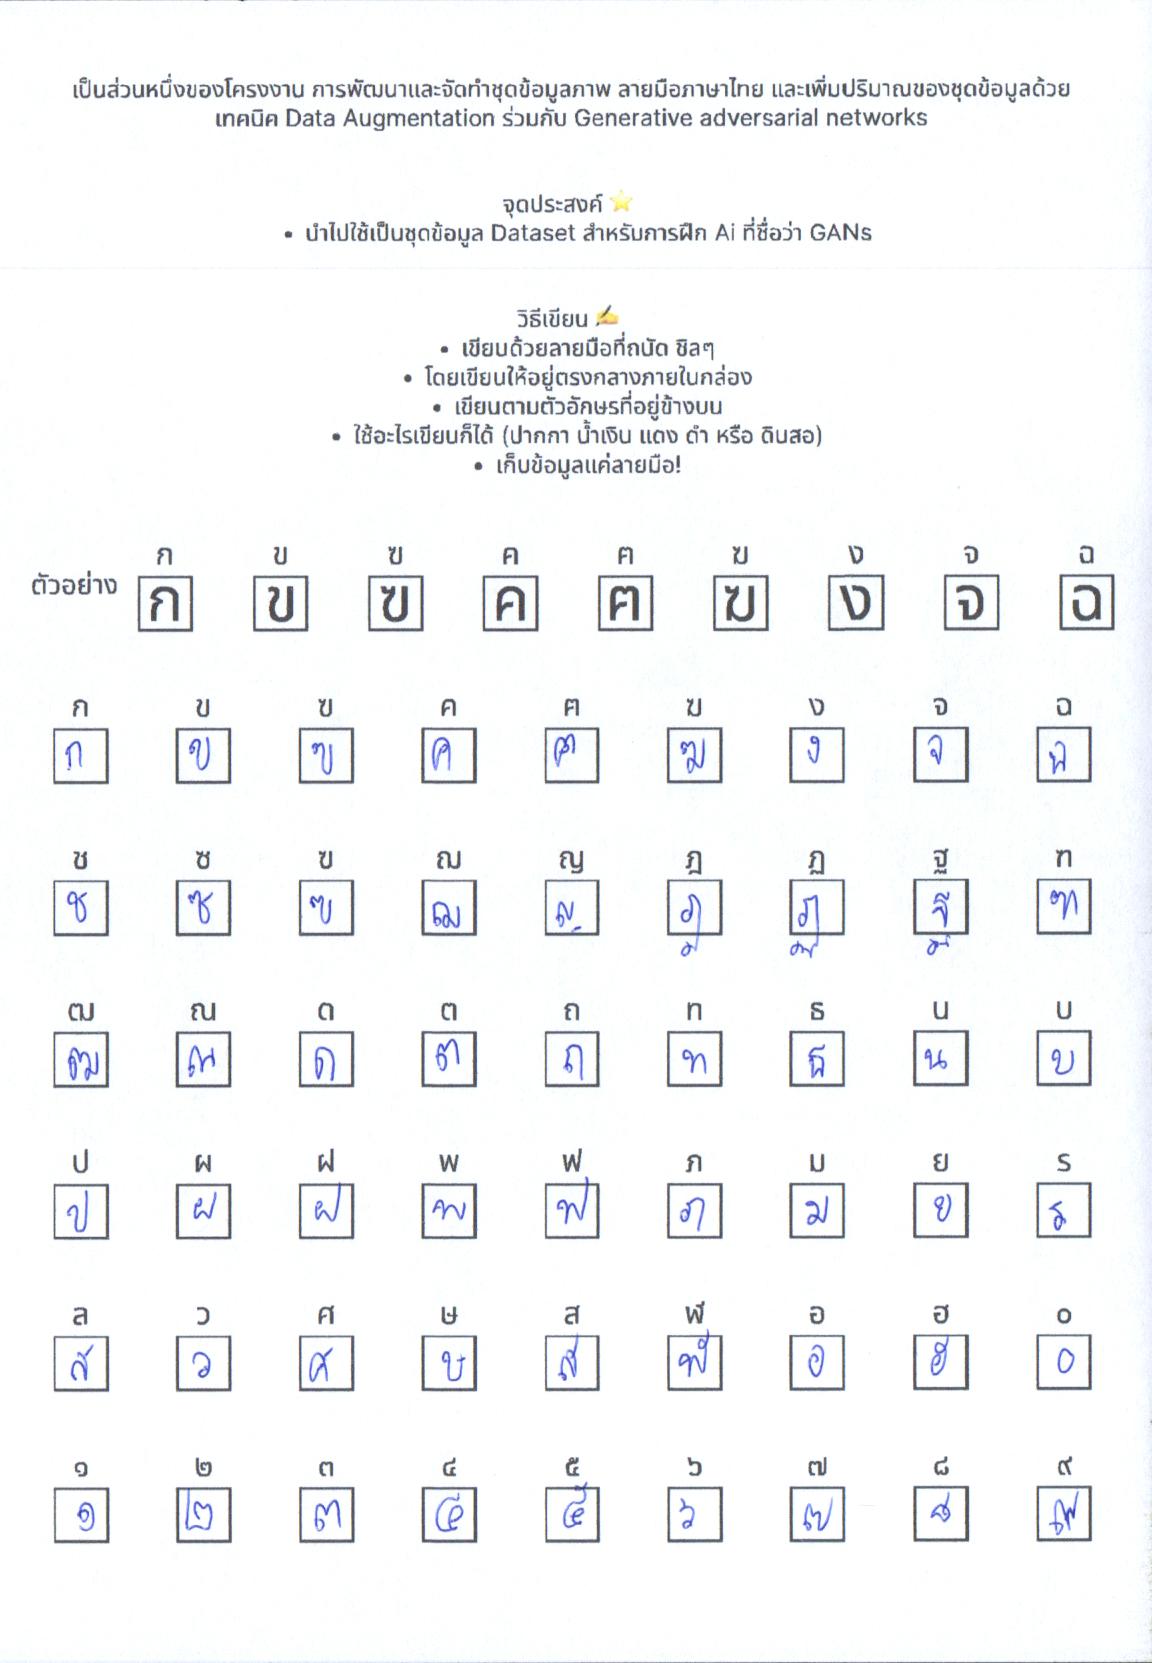 เป็นส่วนหนึ่งของโครงงาน การพัฒนาและจัดทำชุดข้อมูลภาพ ลายมือภาษาไทย และเพิ่มปริมาณของชุดข้อมูลด้วย
เทคนิค Data Augmentation ร่วมกับ Generative adversarial networks
จุดประสงค์ ⭐
• นำไปใช้เป็นชุดข้อมูล Dataset สำหรับการฝึก Ai ที่ชื่อว่า GANs
วิธีเขียน ✍
• เขียนด้วยลายมือที่ถนัด ชิลๆ
• โดยเขียนให้อยู่ตรงกลางภายในกล่อง
• เขียนตามตัวอักษรที่อยู่ข้างบน
• ใช้อะไรเขียนก็ได้ (ปากกา น้ำเงิน แดง ดำ หรือ ดินสอ)
• เก็บข้อมูลแค่ลายมือ!
ก ข ฃ ค ฅ ฆ ง จ ฉ
ตัวอย่าง ก ข ฃ ค ฅ ฆ ง จ ฉ
ก ข ฃ ค ฅ ฆ ง จ ฉ
ก ข ฃ ค ฅ ฆ ง จ ฉ
ช ซ ฃ ฌ ญ ฎ ฏ ฐ ฑ
ช ซ ฃ ฌ ญ ฎ ฏ ฐ ฑ
ฒ ณ ด ต ถ ท ธ น บ
ฒ ณ ด ต ถ ท ธ น บ
ป ผ ฝ พ ฟ ภ ม ย ร
ป ผ ฝ พ ฟ ภ ม ย ร
ล ว ศ ษ ส ฬ อ ฮ ๐
ล ว ศ ษ ส ฬ อ ฮ ๐
๑ ๒ ๓ ๔ ๕ ๖ ๗ ๘ ๙
๑ ๒ ๓ ๔ ๕ ๖ ๗ ๘ ๙